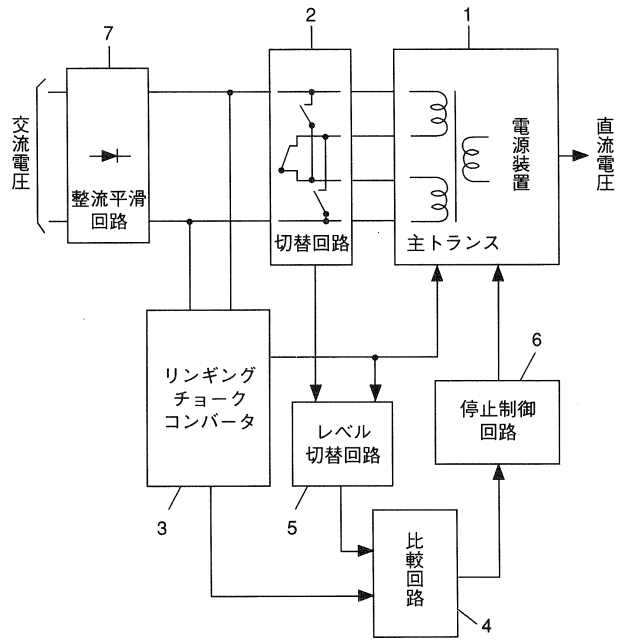 7
2
1
交流電圧
整流平滑
回路
切替回路
電源装置
主トランス
直流電圧
リンギング
チョーク
コンバータ
3
レベル
切替回路
5
停止制御
回路
6
比較回路
4